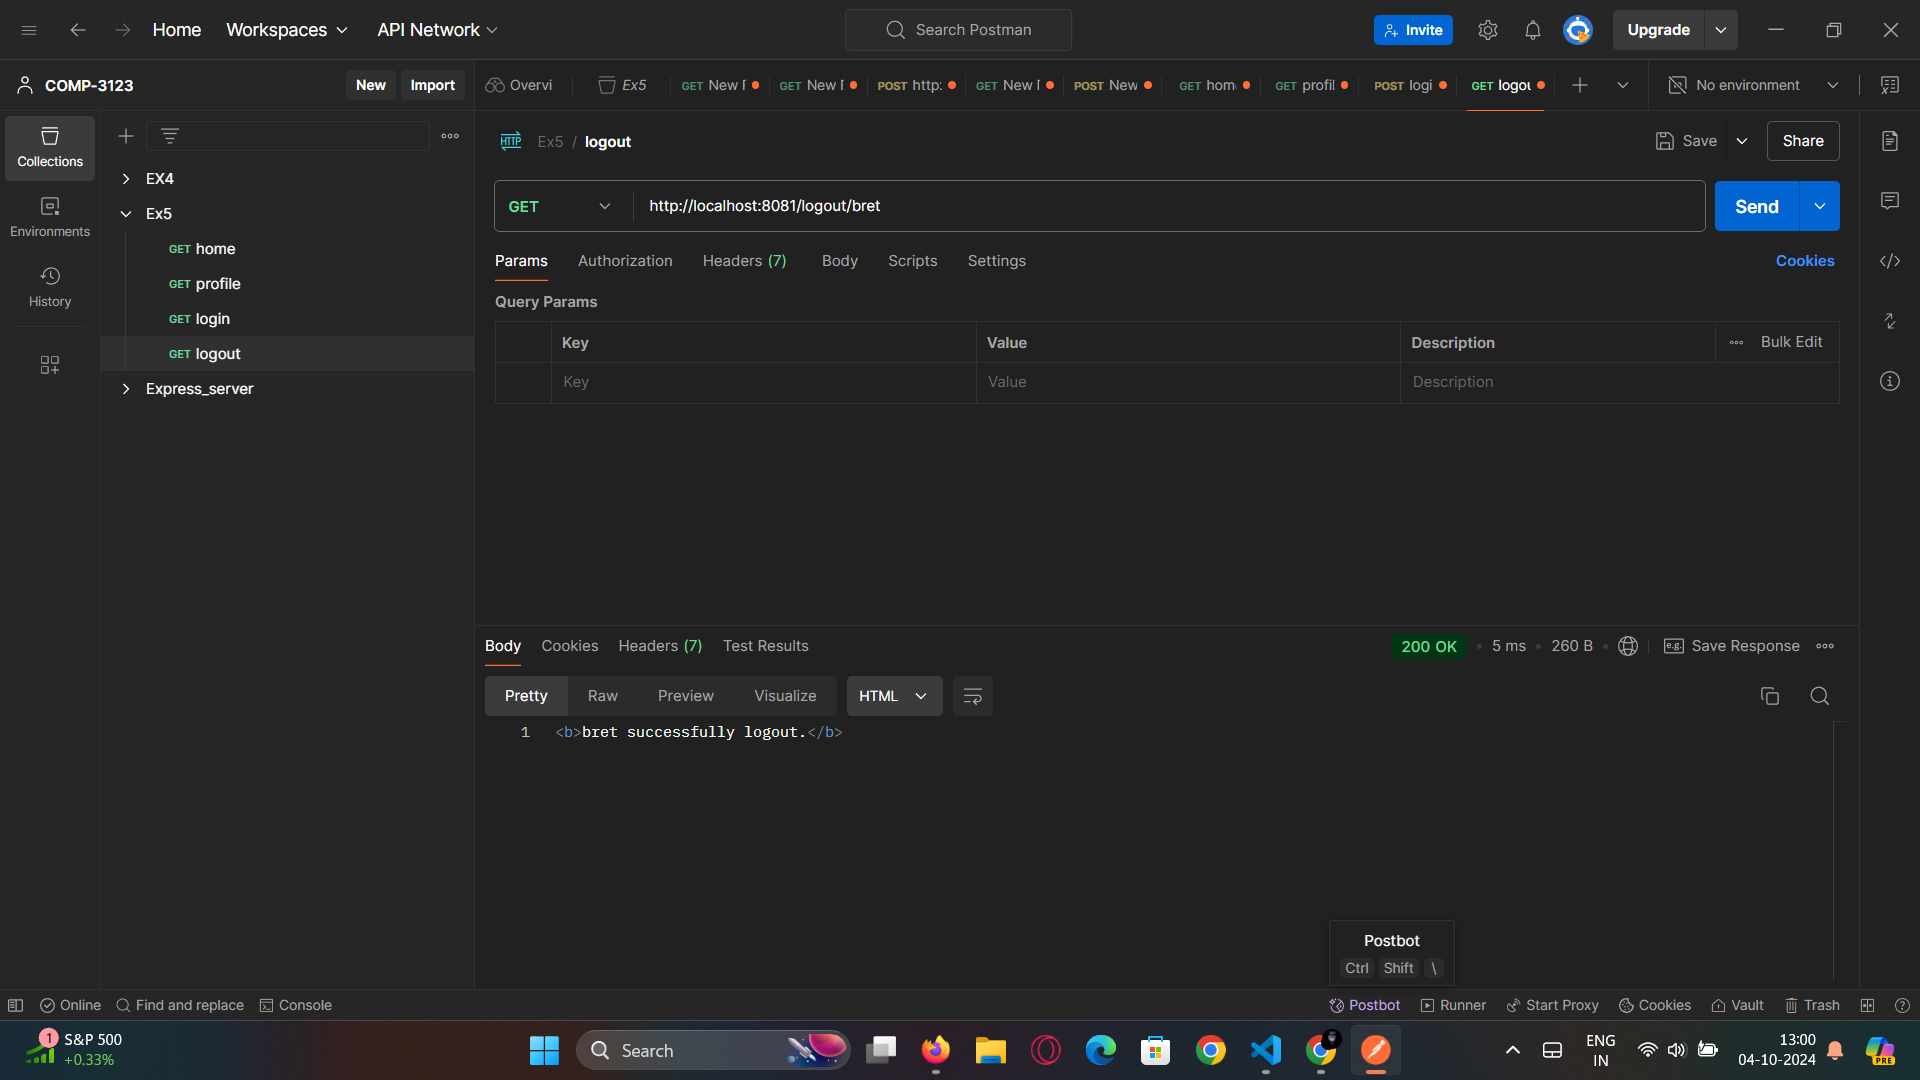 Home Workspaces API Network Search Postman Invite Upgrade
COMP-3123 New Import Overvi Ex5 GET New POST http: GET New POST New GET hom GET profil POST logi GET logou No environment
Collections
Environments
History
EX4
Ex5
GET home
GET profile
GET login
GET logout
Express_server
HTTP Ex5 / logout Save Share
GET http://localhost:8081/logout/bret Send
Params Authorization Headers (7) Body Scripts Settings Cookies
Query Params
Key Value Description Bulk Edit
Key Value Description
Body Cookies Headers (7) Test Results 200 OK 5 ms 260 B e.g. Save Response
Pretty Raw Preview Visualize HTML
1 <b>bret successfully logout.</b>
Postbot
Ctrl Shift \
Online Find and replace Console Postbot Runner Start Proxy Cookies Vault Trash
1 S&P 500
+0.33%
Search
ENG
IN
13:00
04-10-2024
PRE